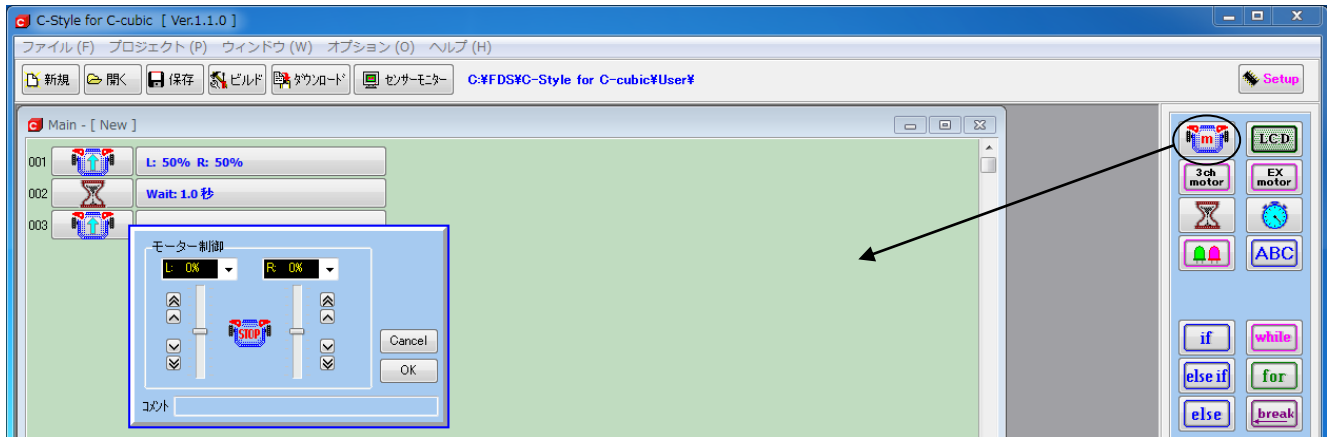 C-Style for C-cubic [ Ver.1.1.0 ]
ファイル(F) プロジェクト(P) ウィンドウ(W) オプション(O) ヘルプ(H)
新規 開く 保存 ビルド ダウンロード センサーモニター C:¥FDS¥C-Style for C-cubic¥User¥ Setup
Main - [ New ]
m LCD
001 L: 50% R: 50%
3ch motor EX motor
002 Wait: 1.0 秒
003
ABC
モーター制御
L: 0% R: 0%
STOP
Cancel
OK
コメント
if while
else if for
else break